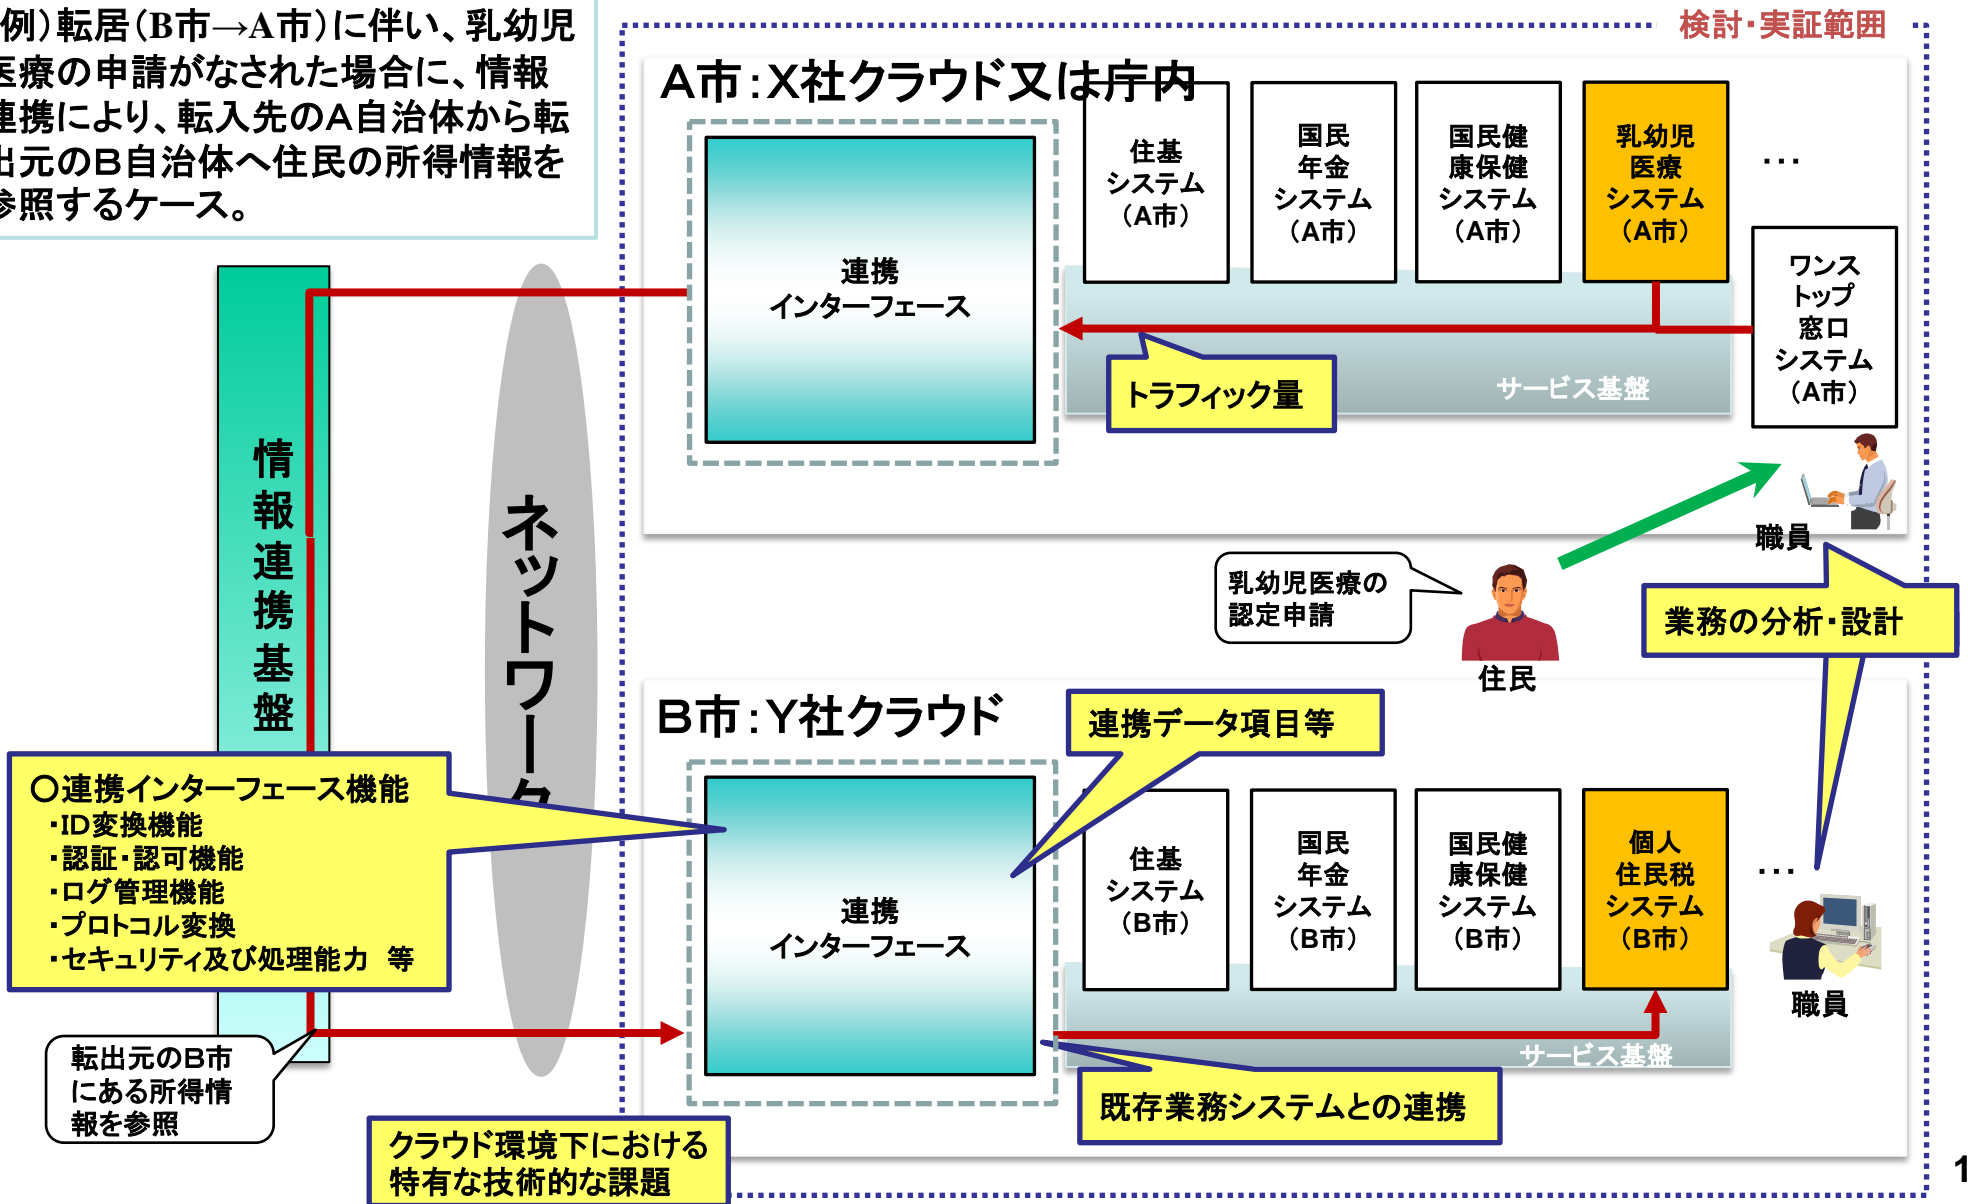 例）転居（B市→A市）に伴い、乳幼児
医療の申請がなされた場合に、情報
連携により、転入先のA自治体から転
出元のB自治体へ住民の所得情報を
参照するケース。
検討・実証範囲
A市：X社クラウド又は庁内
連携
インターフェース
住基
システム
（A市）
国民
年金
システム
（A市）
国民健
康保健
システム
（A市）
乳幼児
医療
システム
（A市）
…
ワンス
トップ
窓口
システム
（A市）
トラフィック量
サービス基盤
職員
情報連携基盤
ネットワーク
乳幼児医療の
認定申請
住民
業務の分析・設計
B市：Y社クラウド
連携データ項目等
○連携インターフェース機能
・ID変換機能
・認証・認可機能
・ログ管理機能
・プロトコル変換
・セキュリティ及び処理能力　等
連携
インターフェース
住基
システム
（B市）
国民
年金
システム
（B市）
国民健
康保健
システム
（B市）
個人
住民税
システム
（B市）
…
職員
サービス基盤
転出元のB市
にある所得情
報を参照
既存業務システムとの連携
クラウド環境下における
特有な技術的な課題
1